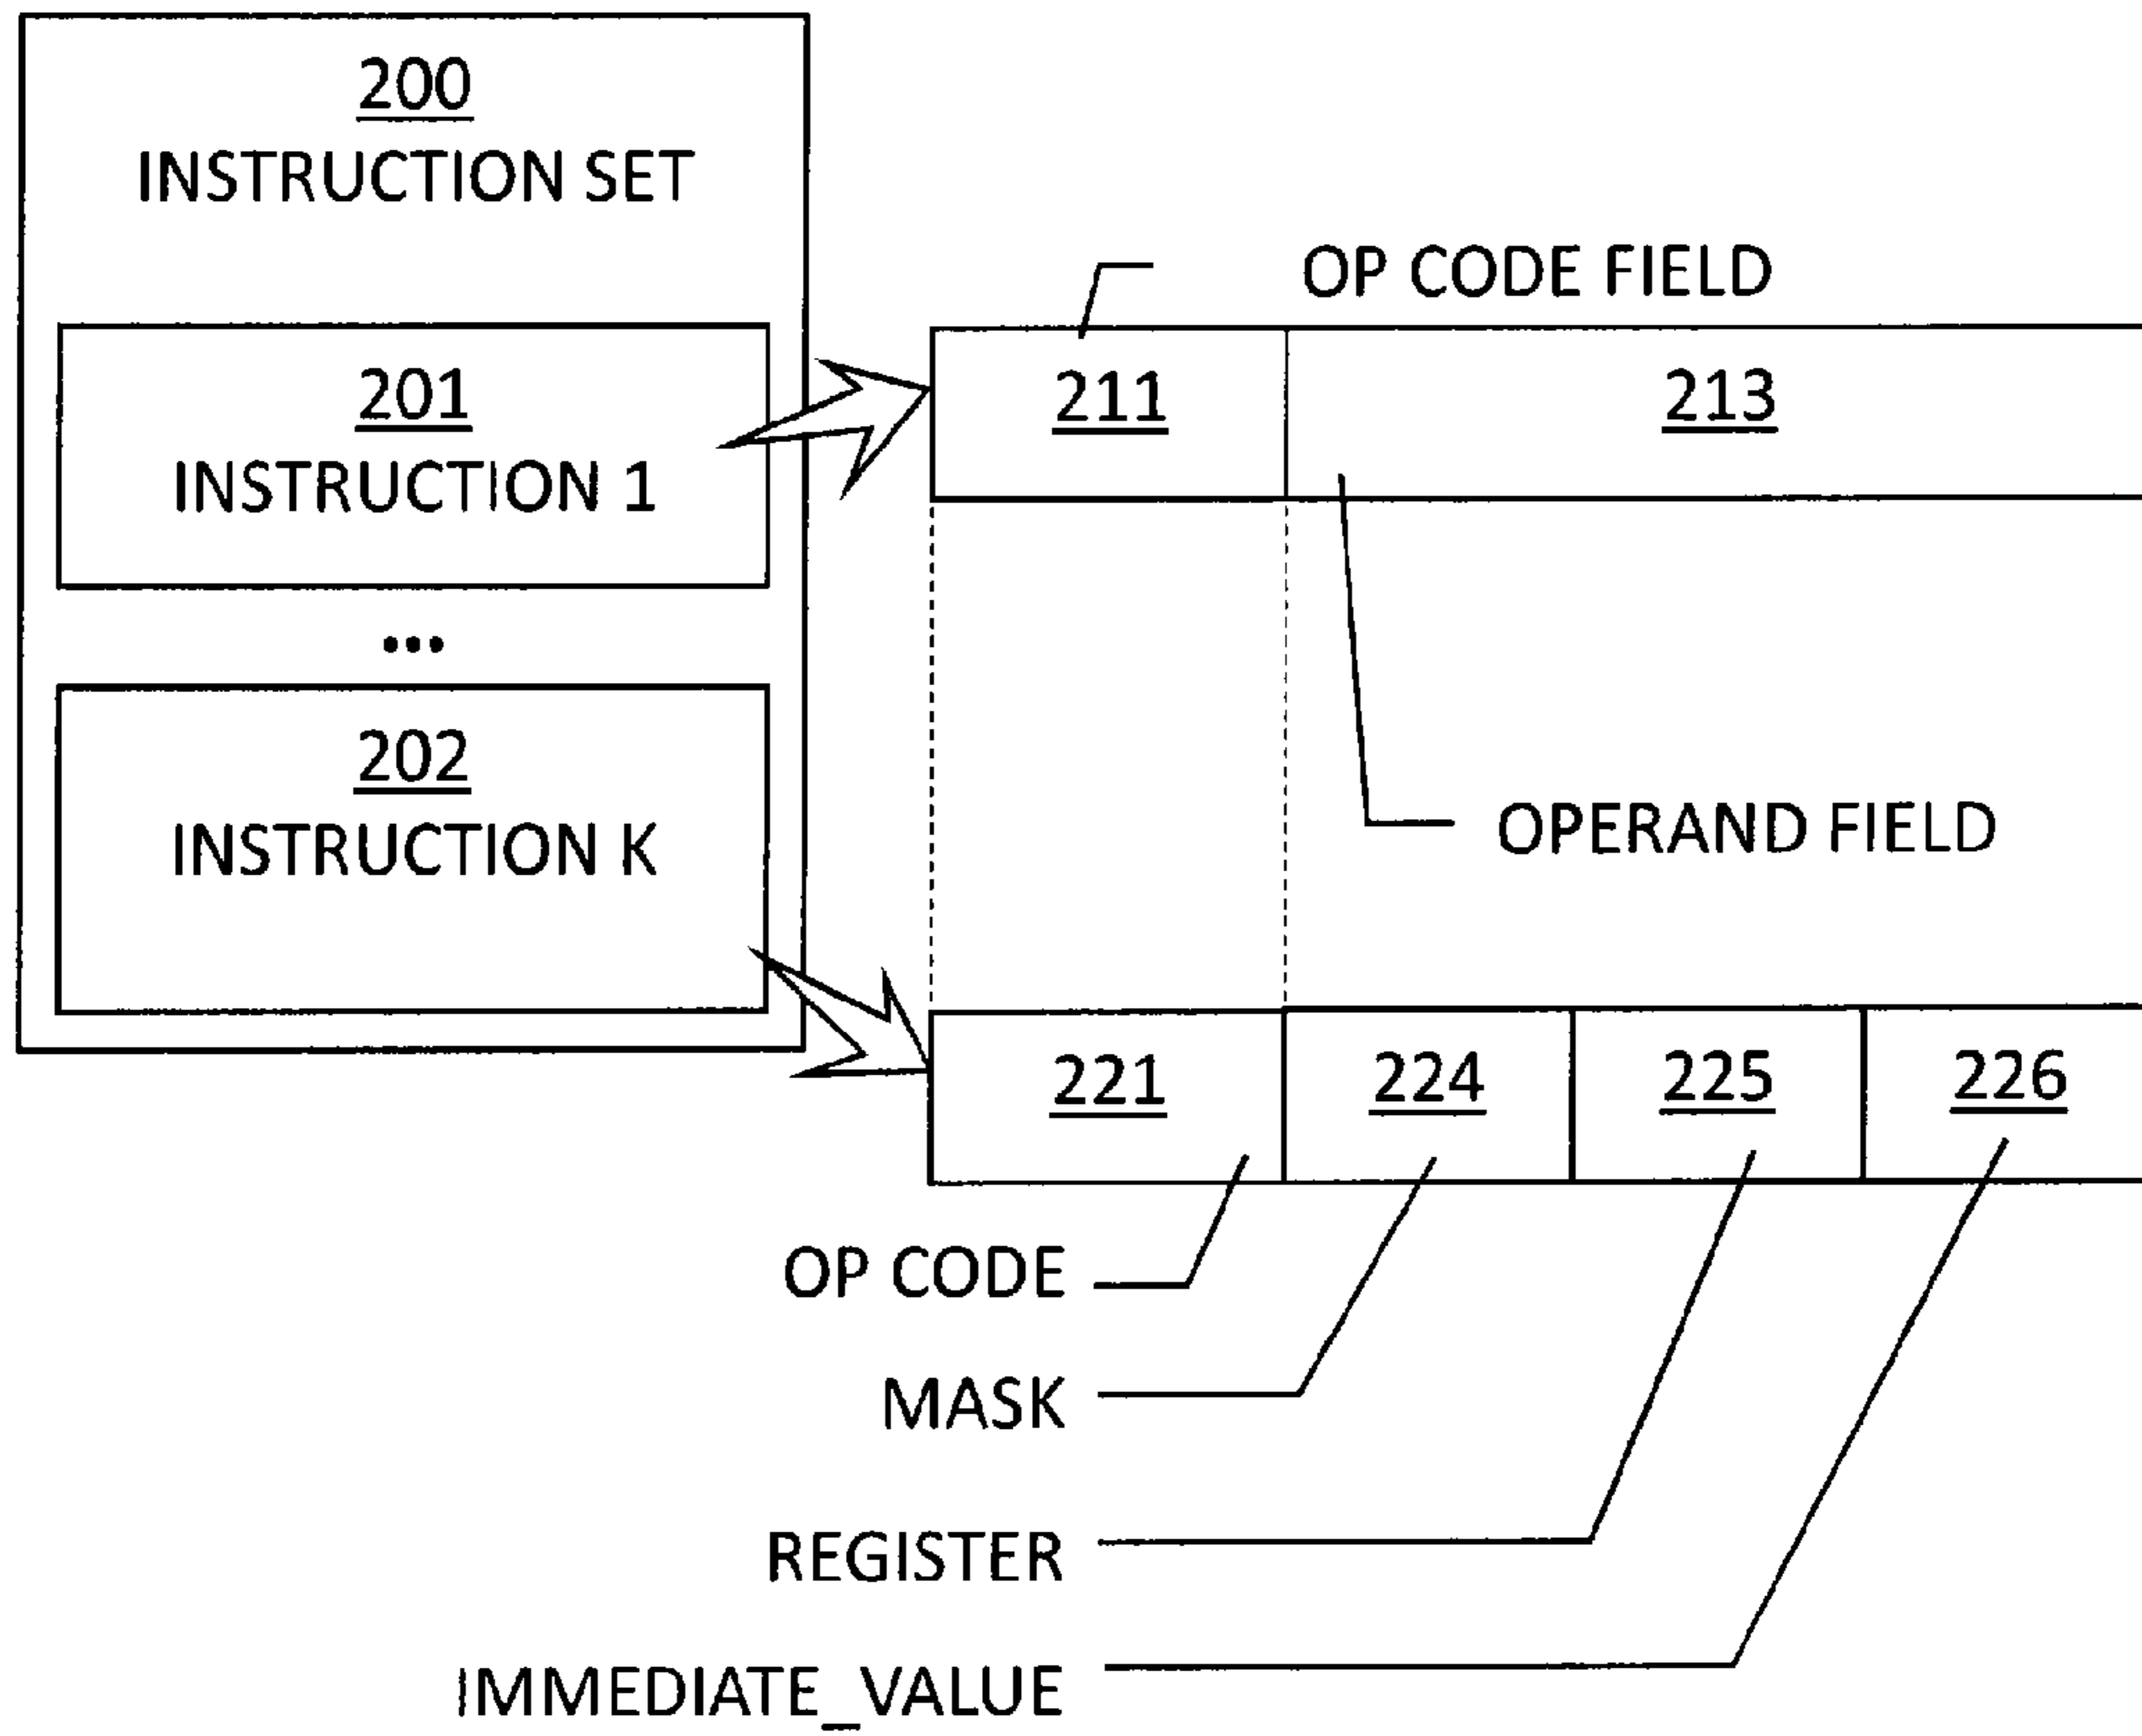 200
INSTRUCTION SET
201
INSTRUCTION 1
...
202
INSTRUCTION K
OP CODE FIELD
211
213
OPERAND FIELD
221
224
225
226
OP CODE
MASK
REGISTER
IMMEDIATE_VALUE